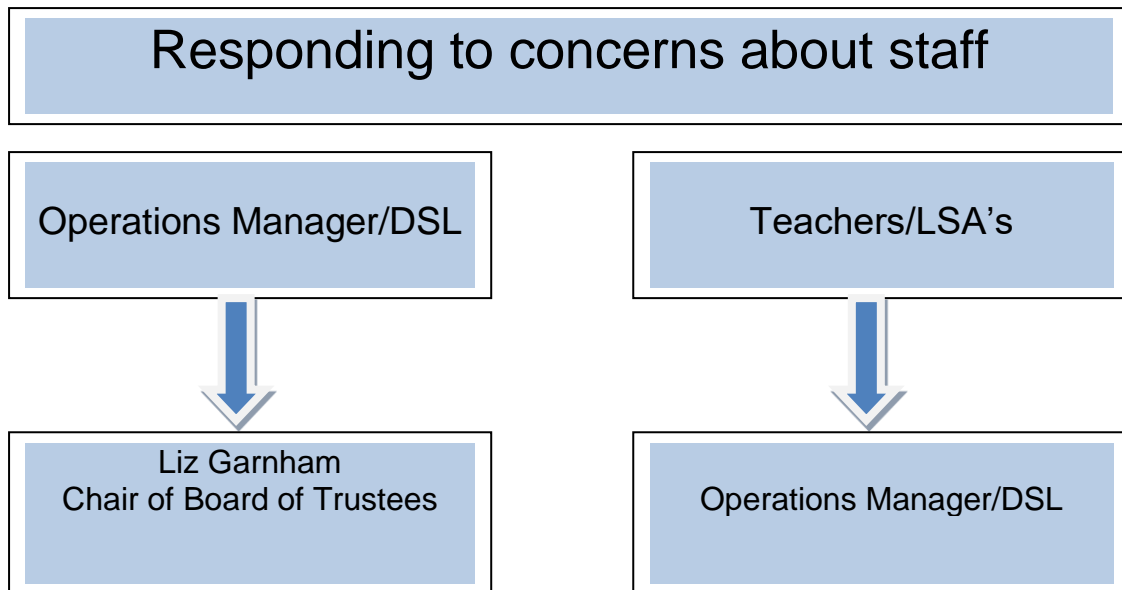 Responding to concerns about staff
Operations Manager/DSL
Teachers/LSA's
Liz Garnham
Chair of Board of Trustees
Operations Manager/DSL